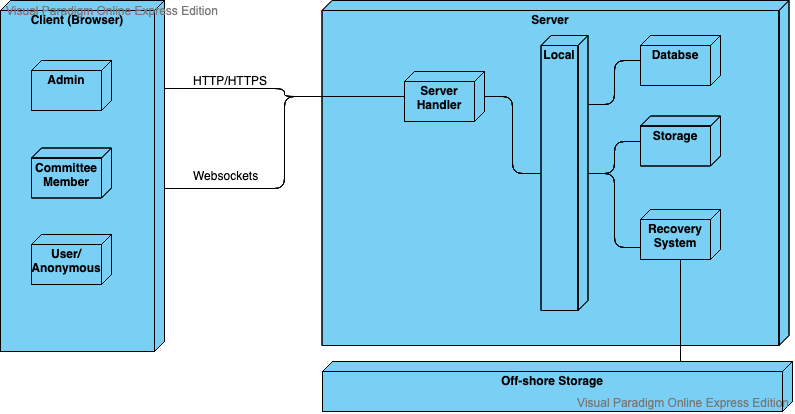 Visual Paradigm Online Express Edition
Client (Browser)
Admin
Committee
Member
User/
Anonymous
HTTP/HTTPS
Websockets
Server
Server
Handler
Local
Databse
Storage
Recovery
System
Off-shore Storage
Visual Paradigm Online Express Edition